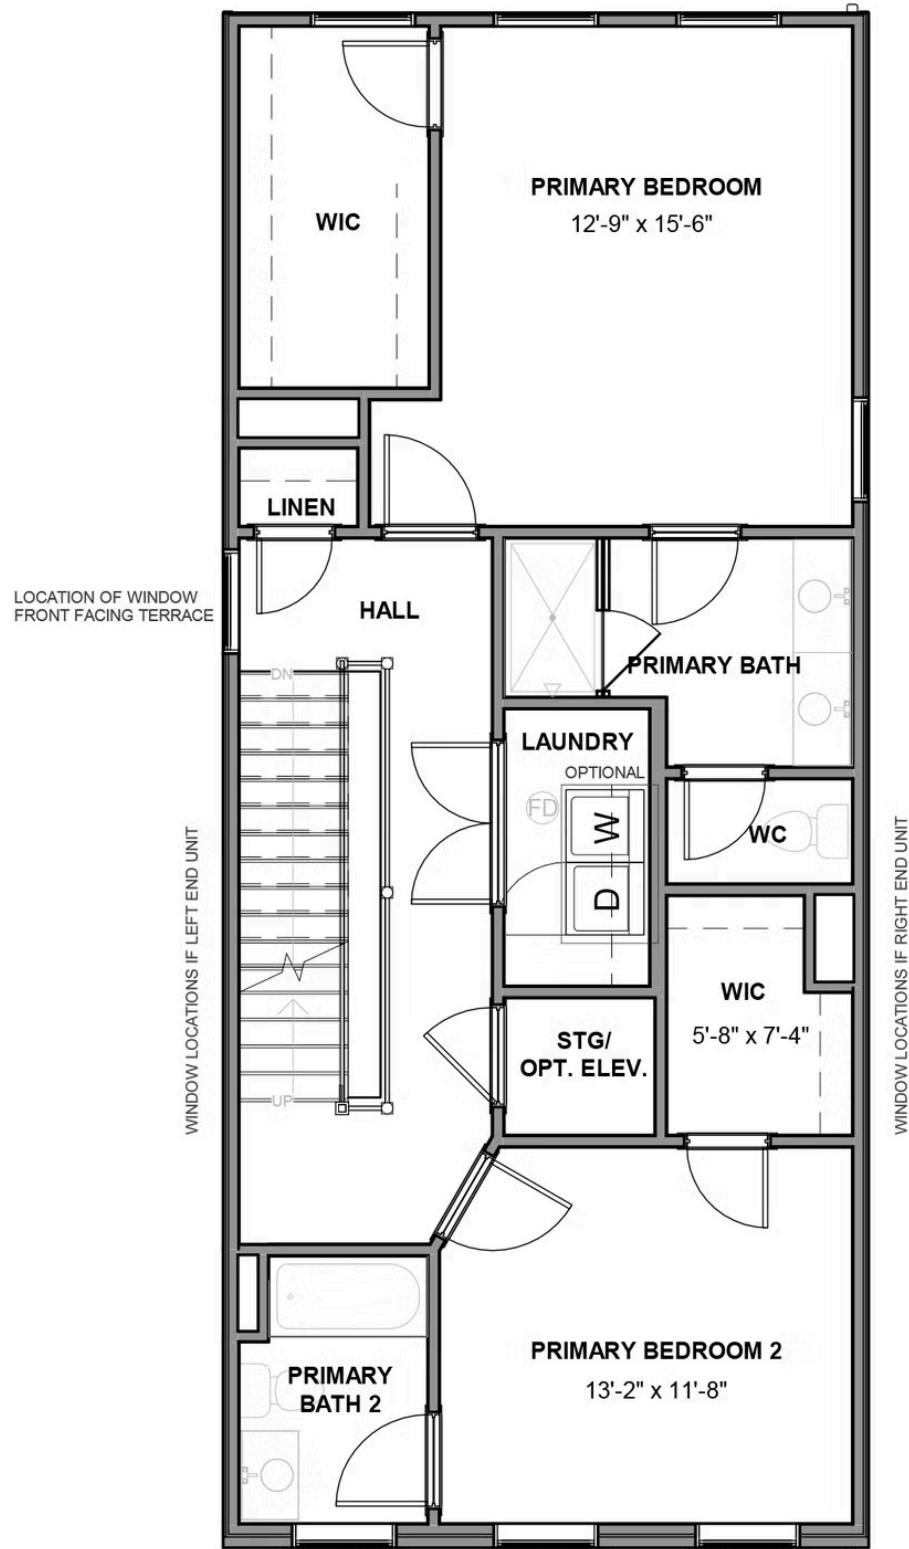 PRIMARY BEDROOM
12'-9" x 15'-6"
WIC
LINEN
LOCATION OF WINDOW
FRONT FACING TERRACE
HALL
PRIMARY BATH
DN
LAUNDRY
OPTIONAL
FD
W
D
WC
WINDOW LOCATIONS IF LEFT END UNIT
WINDOW LOCATIONS IF RIGHT END UNIT
WIC
5'-8" x 7'-4"
STG/
OPT. ELEV.
UP
PRIMARY BEDROOM 2
13'-2" x 11'-8"
PRIMARY
BATH 2